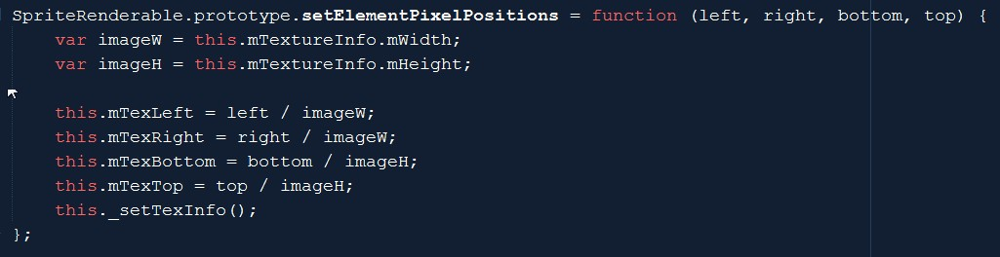 SpriteRenderable.prototype.setElementPixelPositions = function (left, right, bottom, top) {
    var imageW = this.mTextureInfo.mWidth;
    var imageH = this.mTextureInfo.mHeight;

    this.mTexLeft = left / imageW;
    this.mTexRight = right / imageW;
    this.mTexBottom = bottom / imageH;
    this.mTexTop = top / imageH;
    this._setTexInfo();
};